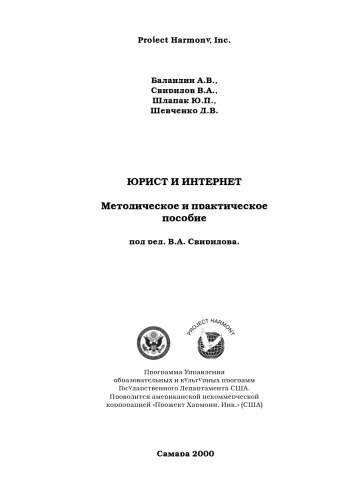 Project Harmony, Inc.
Баландин А.В.,
Свиридов В.А.,
Шлапак Ю.П.,
Шевченко Д.В.
ЮРИСТ И ИНТЕРНЕТ
Методическое и практическое
пособие
под ред. В.А. Свиридова.
PROJECT HARMONY
Программа Управления
образовательных и культурных программ
Государственного Департамента США.
Проводится американской некоммерческой
корпорацией «Проджект Хармони, Инк.» (США)
Самара 2000